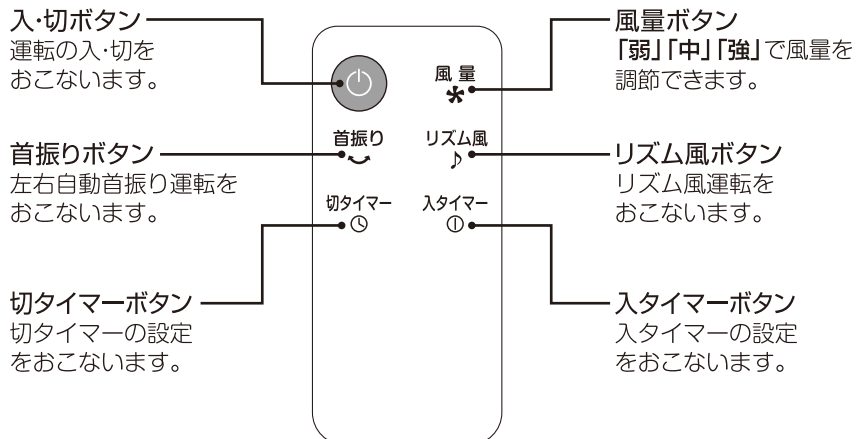 入･切ボタン
運転の入･切を
おこないます。
首振りボタン
左右自動首振り運転を
おこないます。
切タイマーボタン
切タイマーの設定
をおこないます。
風量
首振り
リズム風
切タイマー
入タイマー
風量ボタン
「弱」「中」「強」で風量を
調節できます。
リズム風ボタン
リズム風運転を
おこないます。
入タイマーボタン
入タイマーの設定
をおこないます。